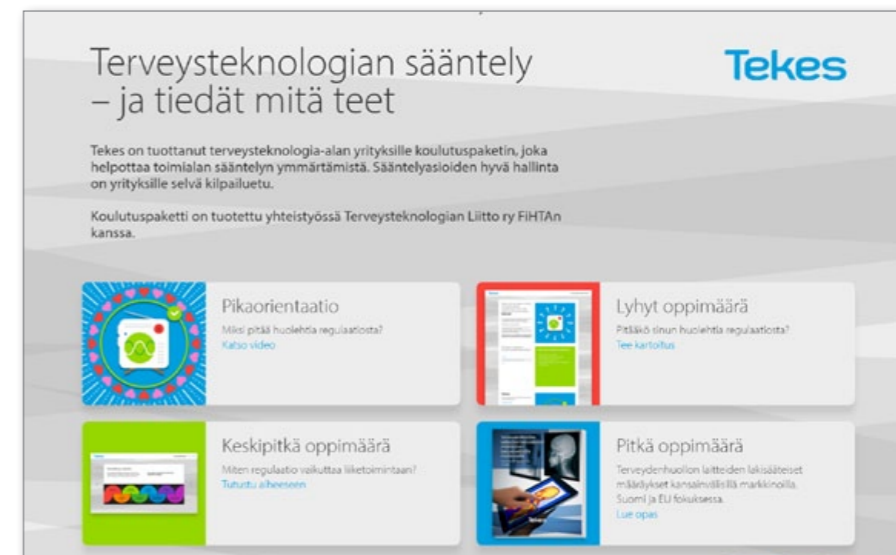 Terveysteknologian sääntely
– ja tiedät mitä teet
Tekes
Tekes on tuottanut terveysteknologia-alan yrityksille koulutuspaketin, joka
helpottaa toimialan sääntelyn ymmärtämistä. Sääntelyasioiden hyvä hallinta
on yrityksille selvä kilpailuetu.
Koulutuspaketti on tuotettu yhteistyössä Terveysteknologian Liitto ry FiHTAn
kanssa.
Pikaorientaatio
Miksi pitää huolehtia regulaatiosta?
Katso video
Lyhyt oppimäärä
Pitääkö sinun huolehtia regulaatiosta?
Tee kartoitus
Keskipitkä oppimäärä
Miten regulaatio vaikuttaa liiketoimintaan?
Tutustu aiheeseen
Pitkä oppimäärä
Terveydenhuollon laitteiden lakisääteiset
määräykset kansainvälisillä markkinoilla,
Suomi ja EU fokuksessa.
Lue opas